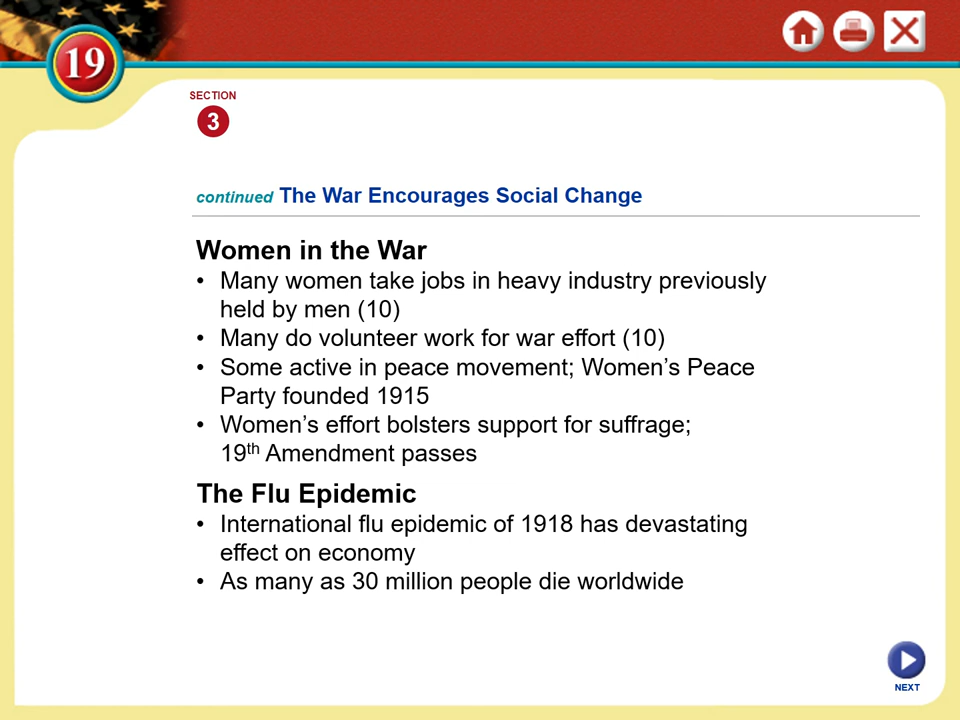 19
SECTION
3
continued The War Encourages Social Change
Women in the War
• Many women take jobs in heavy industry previously
held by men (10)
• Many do volunteer work for war effort (10)
• Some active in peace movement; Women’s Peace
Party founded 1915
• Women’s effort bolsters support for suffrage;
19th Amendment passes
The Flu Epidemic
• International flu epidemic of 1918 has devastating
effect on economy
• As many as 30 million people die worldwide
NEXT